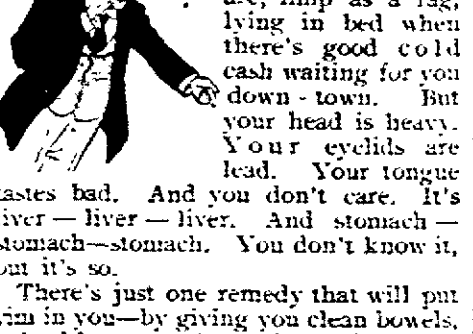 limp as a rag,
lying in bed when
there's good cold
cash waiting for you
down-town. But
your head is heavy.
Your eyelids are
lead. Your tongue
tastes bad. And you don't care. It's
liver — liver — liver. And stomach —
stomach—stomach. You don't know it,
but it's so.
There's just one remedy that will put
vim in you—by giving you clean bowels,